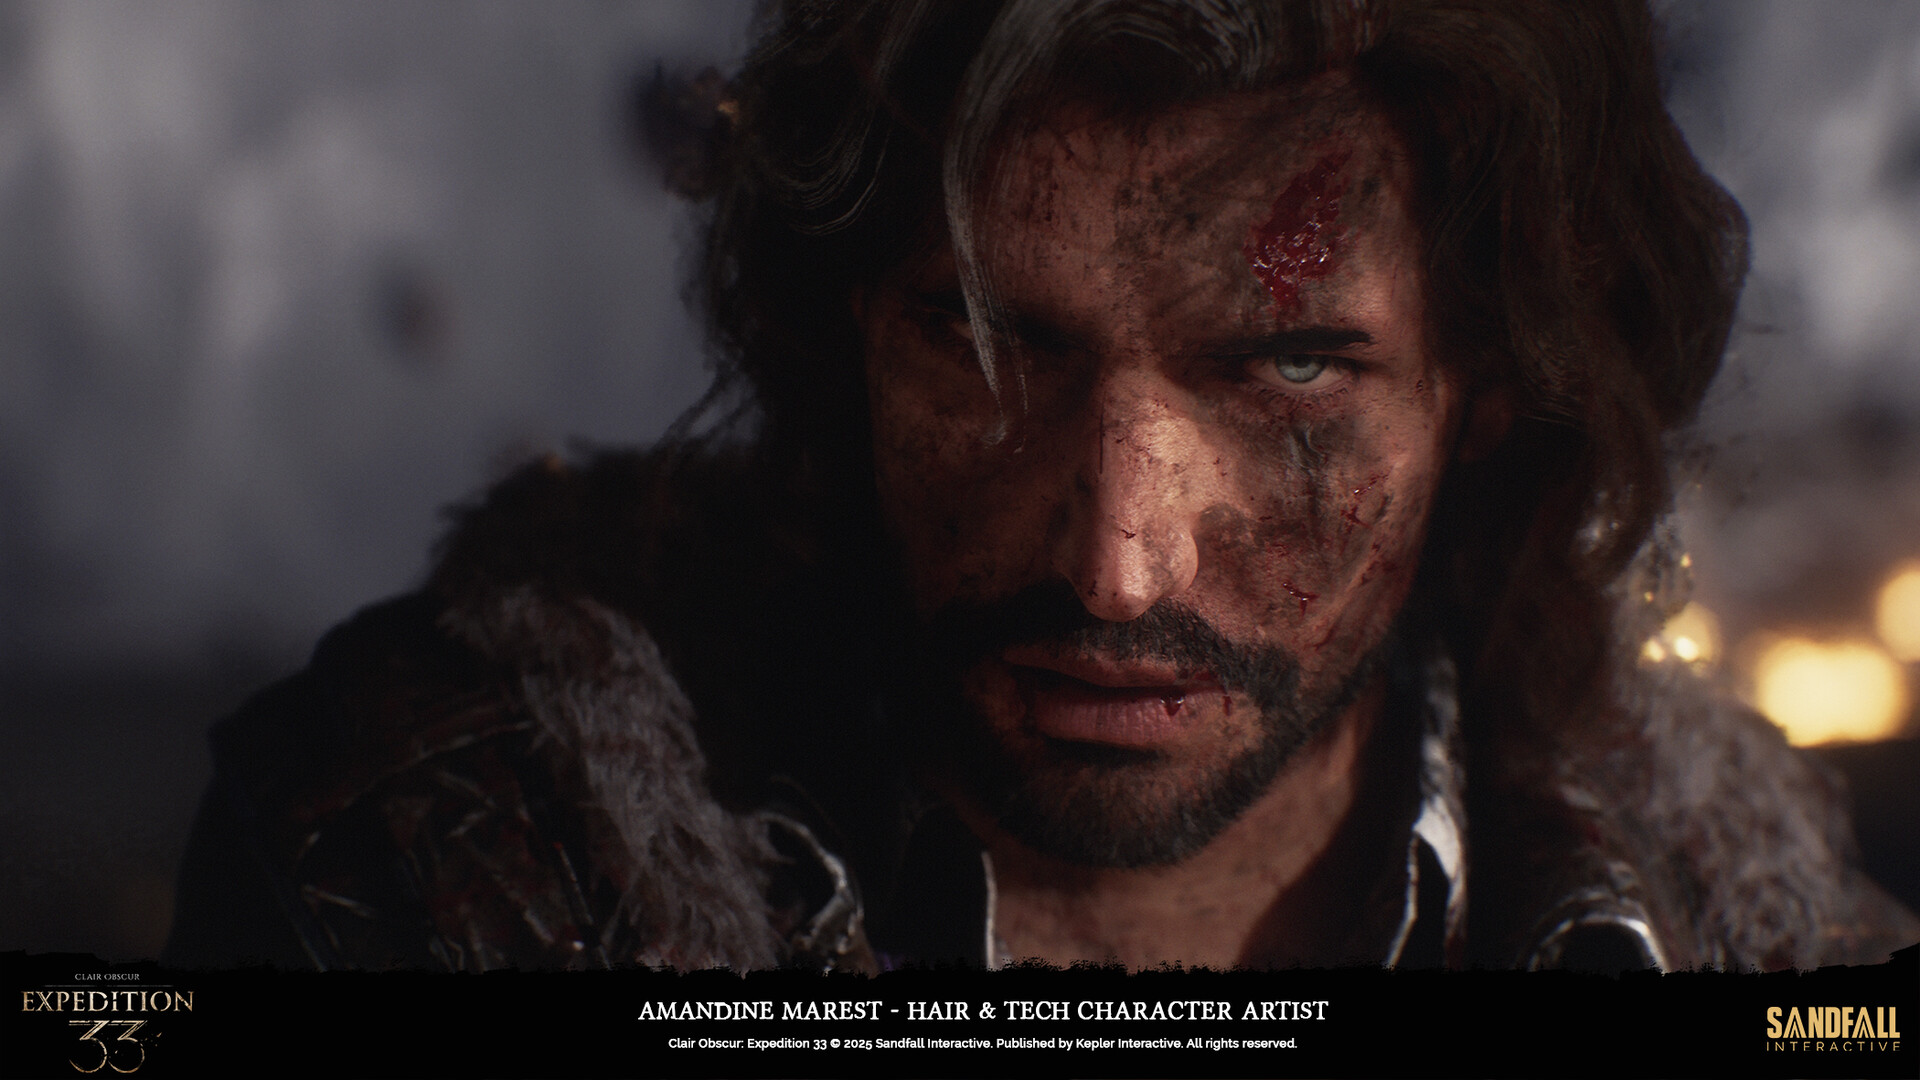 CLAIR OBSCUR
EXPEDITION
33
AMANDINE MAREST - HAIR & TECH CHARACTER ARTIST
Clair Obscur: Expedition 33 © 2025 Sandfall Interactive. Published by Kepler Interactive. All rights reserved.
SANDFALL
INTERACTIVE